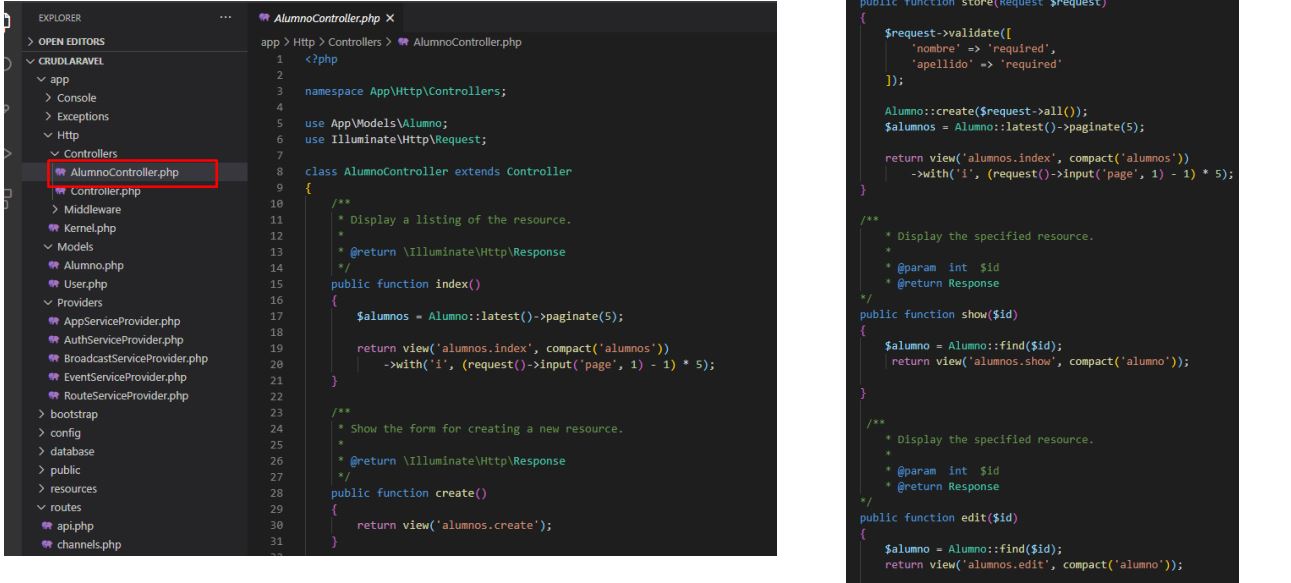 EXPLORER
···
OPEN EDITORS
CRUDLARAVEL
app
Console
Exceptions
Http
Controllers
AlumnoController.php
Controller.php
Middleware
Kernel.php
Models
Alumno.php
User.php
Providers
AppServiceProvider.php
AuthServiceProvider.php
BroadcastServiceProvider.php
EventServiceProvider.php
RouteServiceProvider.php
bootstrap
config
database
public
resources
routes
api.php
channels.php
AlumnoController.php ×
app > Http > Controllers > AlumnoController.php
1 <?php
2
3 namespace App\Http\Controllers;
4
5 use App\Models\Alumno;
6 use Illuminate\Http\Request;
7
8 class AlumnoController extends Controller
9 {
10 /**
11 * Display a listing of the resource.
12 *
13 * @return \Illuminate\Http\Response
14 */
15 public function index()
16 {
17 $alumnos = Alumno::latest()->paginate(5);
18
19 return view('alumnos.index', compact('alumnos'))
20 ->with('i', (request()->input('page', 1) - 1) * 5);
21 }
22
23 /**
24 * Show the form for creating a new resource.
25 *
26 * @return \Illuminate\Http\Response
27 */
28 public function create()
29 {
30 return view('alumnos.create');
31 }
public function store(Request $request)
{
$request->validate([
'nombre' => 'required',
'apellido' => 'required'
]);
Alumno::create($request->all());
$alumnos = Alumno::latest()->paginate(5);
return view('alumnos.index', compact('alumnos'))
->with('i', (request()->input('page', 1) - 1) * 5);
}
/**
* Display the specified resource.
*
* @param int $id
* @return Response
*/
public function show($id)
{
$alumno = Alumno::find($id);
return view('alumnos.show', compact('alumno'));
}
/**
* Display the specified resource.
*
* @param int $id
* @return Response
*/
public function edit($id)
{
$alumno = Alumno::find($id);
return view('alumnos.edit', compact('alumno'));